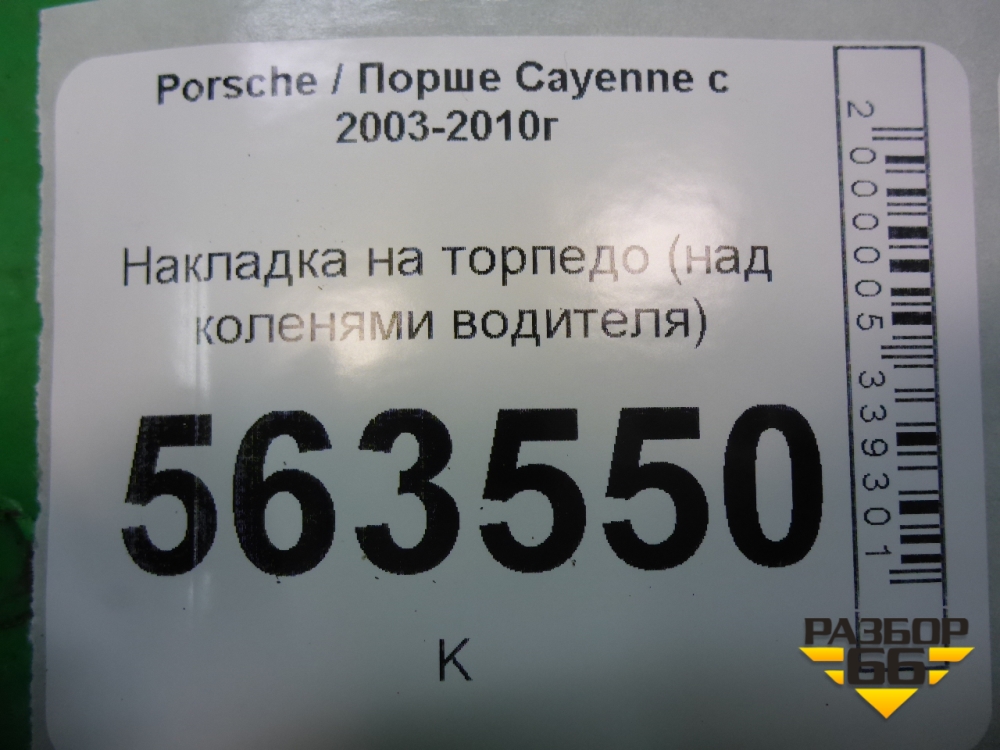 Porsche / Порше Cayenne с
2003-2010г
Накладка на торпедо (над
коленями водителя)
563550
К
2000005339301
РАЗБОР
66